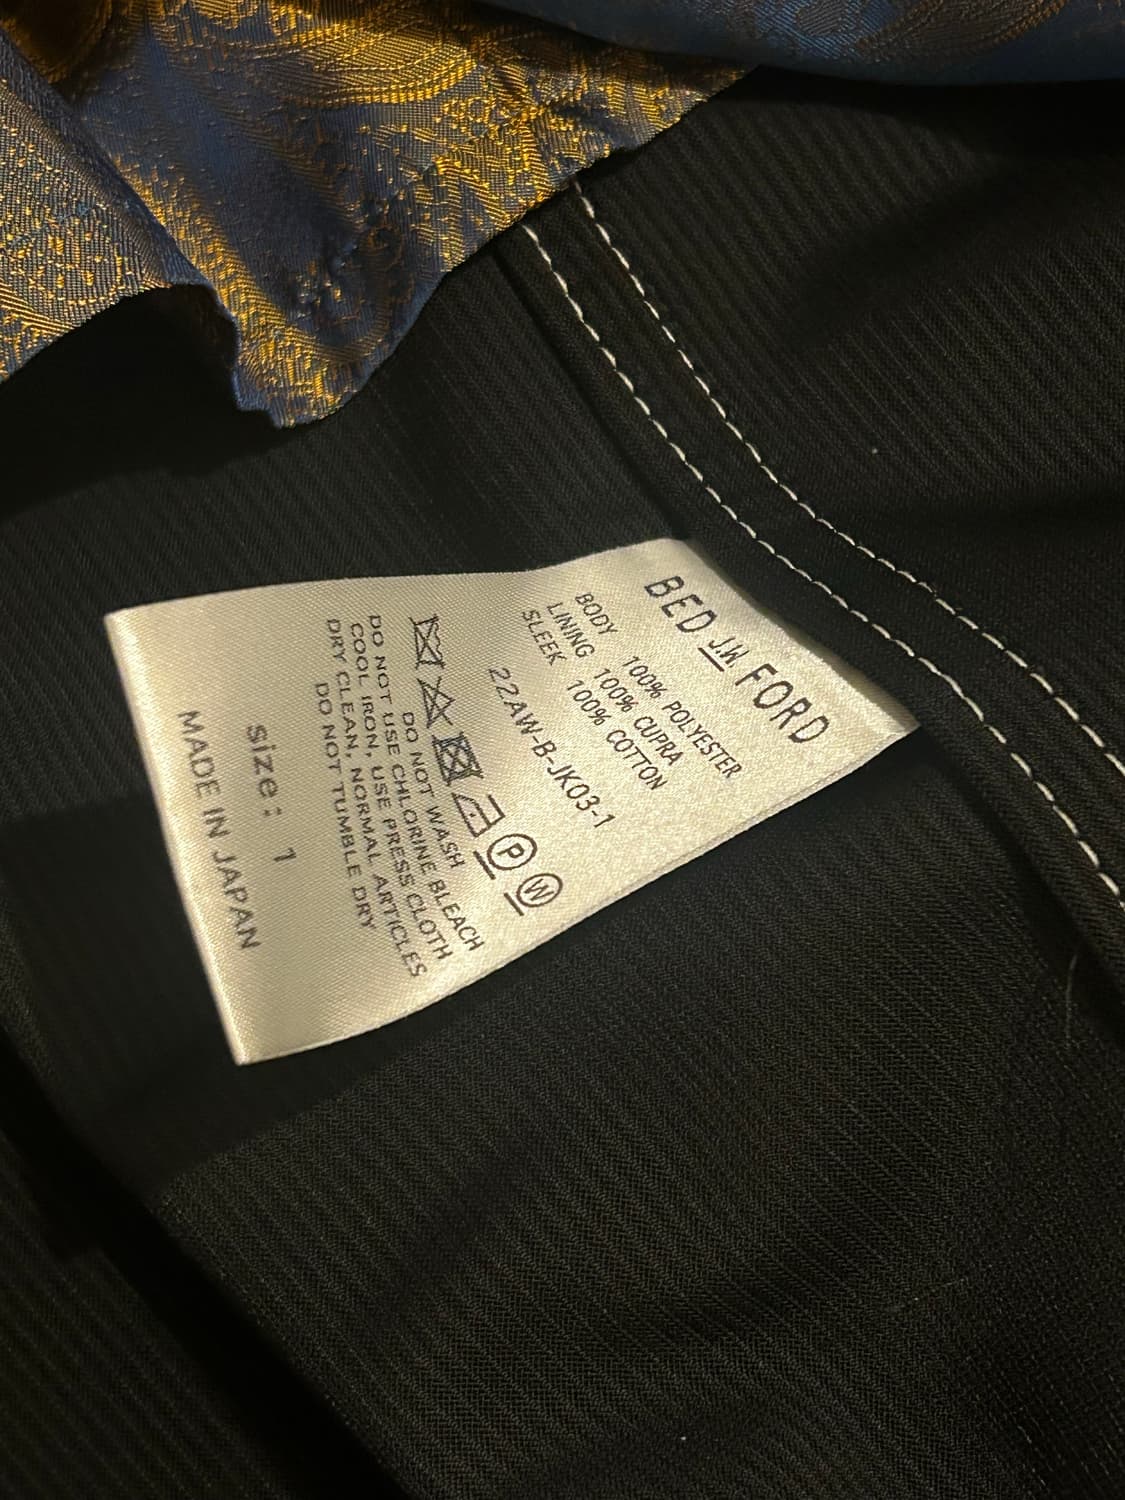 BED J.W. FORD
BODY 100% POLYESTER
LINING 100% CUPRA
SLEEK 100% COTTON
22AW-B-JK03-1
P W
DO NOT WASH
DO NOT USE CHLORINE BLEACH
COOL IRON, USE PRESS CLOTH
DRY CLEAN, NORMAL ARTICLES
DO NOT TUMBLE DRY
size: 1
MADE IN JAPAN